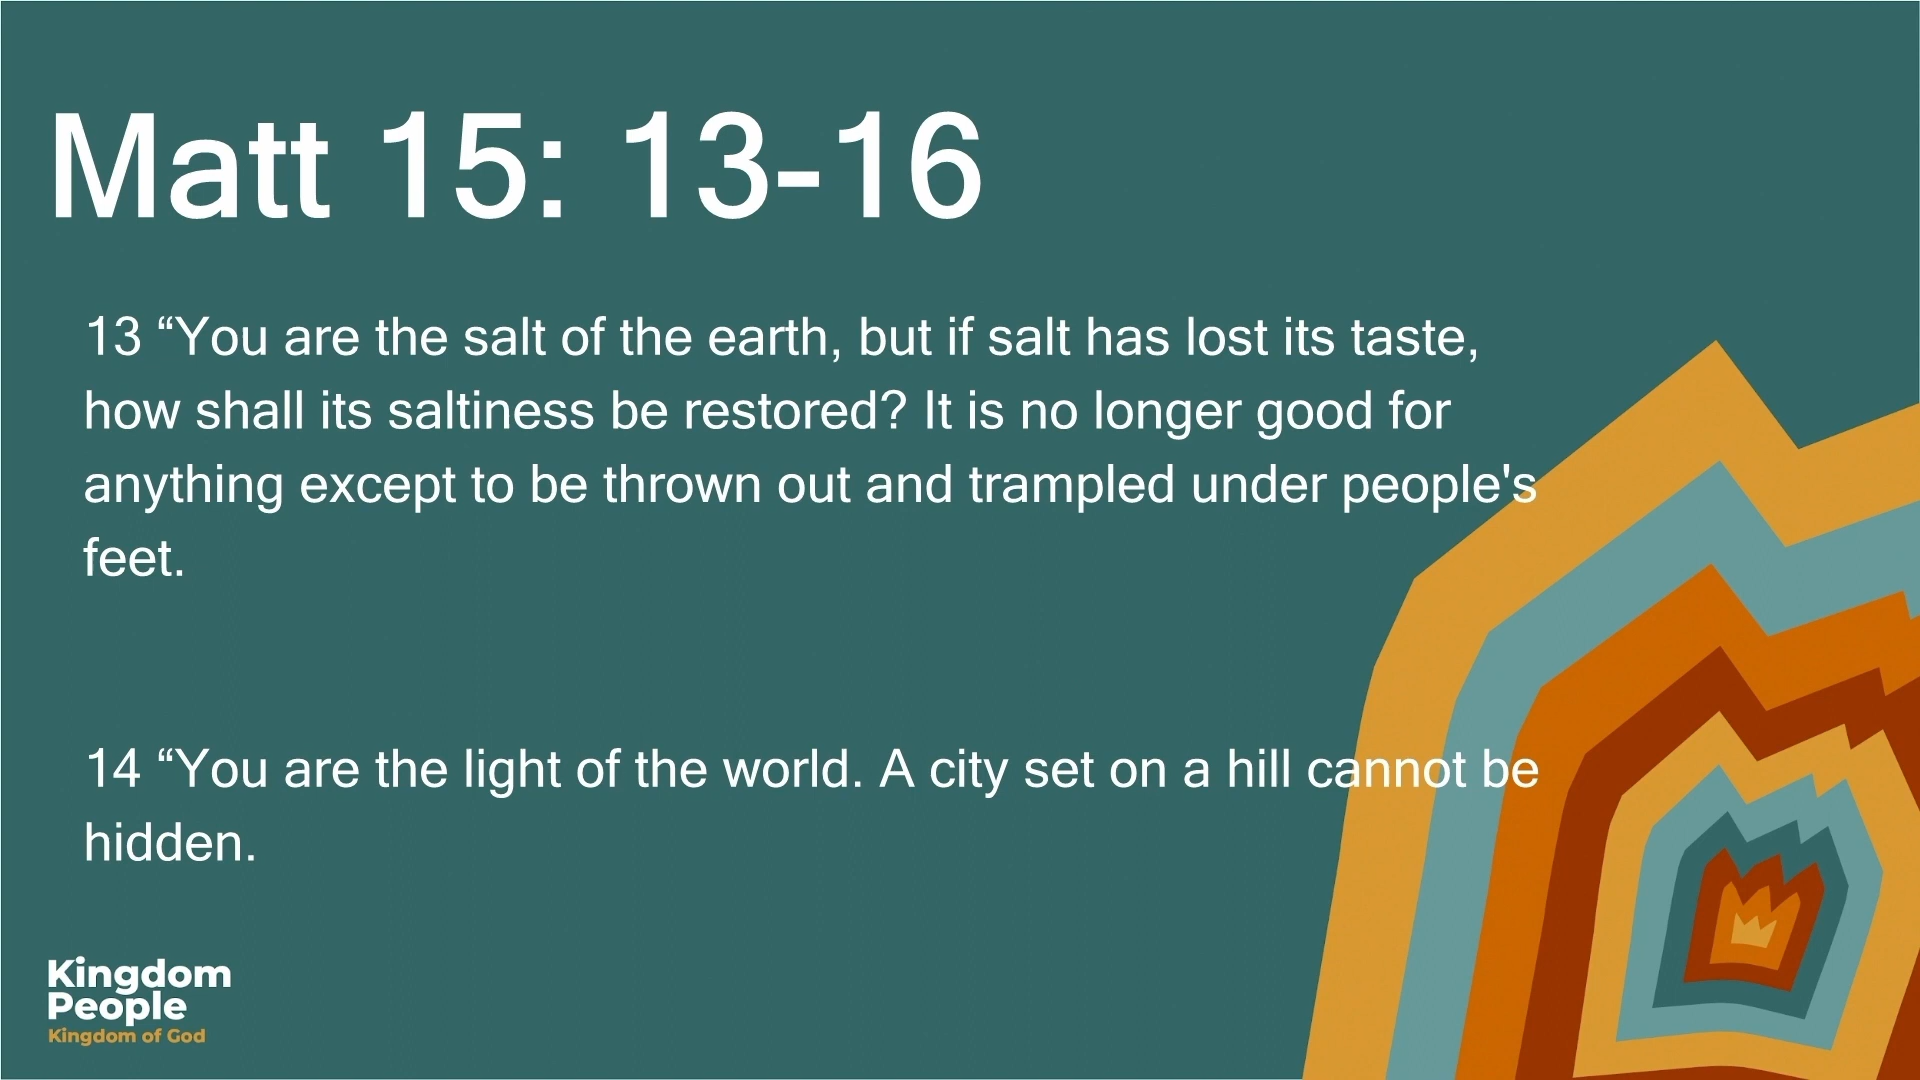 Matt 15: 13-16
13 “You are the salt of the earth, but if salt has lost its taste,
how shall its saltiness be restored? It is no longer good for
anything except to be thrown out and trampled under people's
feet.
14 “You are the light of the world. A city set on a hill cannot be
hidden.
Kingdom
People
Kingdom of God